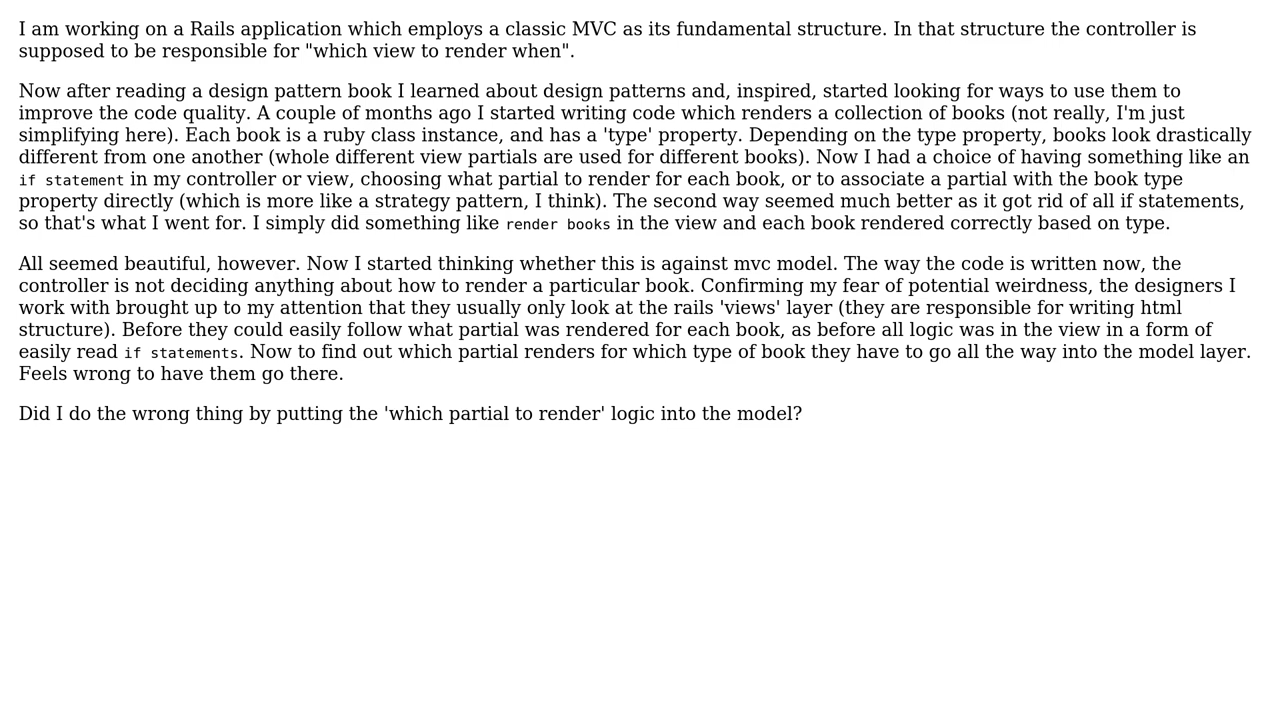 I am working on a Rails application which employs a classic MVC as its fundamental structure. In that structure the controller is
supposed to be responsible for "which view to render when".
Now after reading a design pattern book I learned about design patterns and, inspired, started looking for ways to use them to
improve the code quality. A couple of months ago I started writing code which renders a collection of books (not really, I'm just
simplifying here). Each book is a ruby class instance, and has a 'type' property. Depending on the type property, books look drastically
different from one another (whole different view partials are used for different books). Now I had a choice of having something like an
if statement in my controller or view, choosing what partial to render for each book, or to associate a partial with the book type
property directly (which is more like a strategy pattern, I think). The second way seemed much better as it got rid of all if statements,
so that's what I went for. I simply did something like render books in the view and each book rendered correctly based on type.
All seemed beautiful, however. Now I started thinking whether this is against mvc model. The way the code is written now, the
controller is not deciding anything about how to render a particular book. Confirming my fear of potential weirdness, the designers I
work with brought up to my attention that they usually only look at the rails 'views' layer (they are responsible for writing html
structure). Before they could easily follow what partial was rendered for each book, as before all logic was in the view in a form of
easily read if statements. Now to find out which partial renders for which type of book they have to go all the way into the model layer.
Feels wrong to have them go there.
Did I do the wrong thing by putting the 'which partial to render' logic into the model?